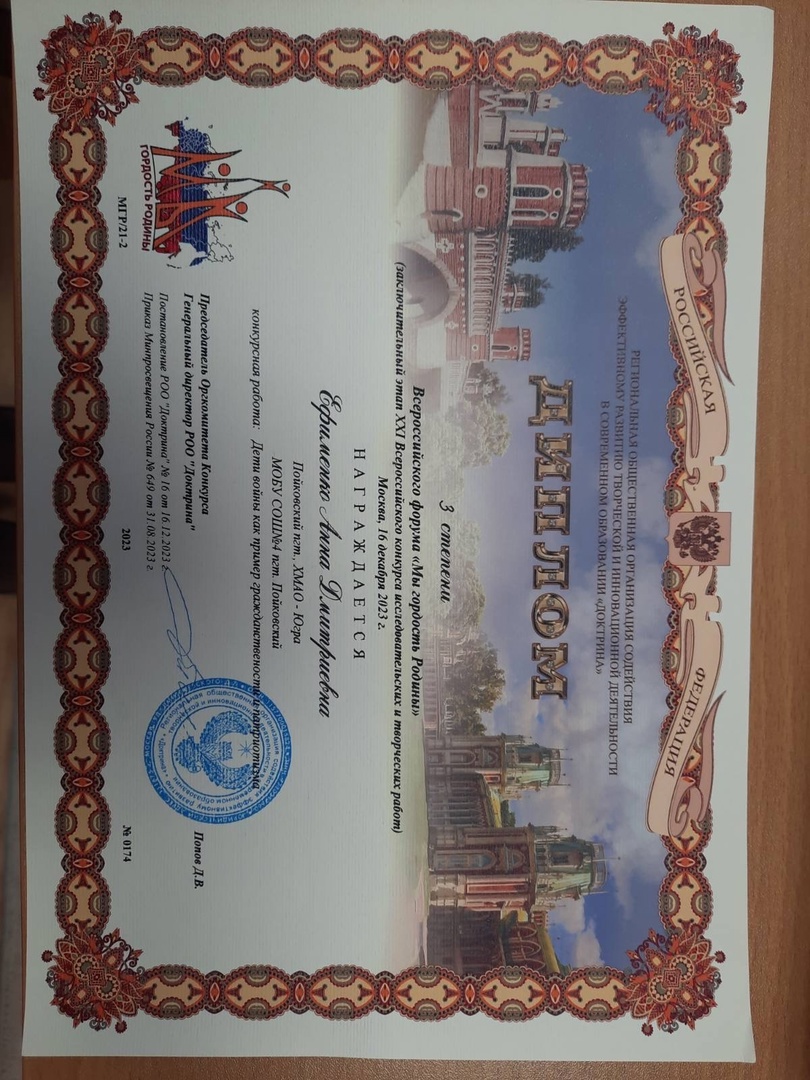 РОССИЙСКАЯ ФЕДЕРАЦИЯ
РЕГИОНАЛЬНАЯ ОБЩЕСТВЕННАЯ ОРГАНИЗАЦИЯ СОДЕЙСТВИЯ
ЭФФЕКТИВНОМУ РАЗВИТИЮ ТВОРЧЕСКОЙ И ИННОВАЦИОННОЙ ДЕЯТЕЛЬНОСТИ
В СОВРЕМЕННОМ ОБРАЗОВАНИИ «ДОКТРИНА»
ДИПЛОМ
3 степени
Всероссийского форума «Мы гордость Родины»
(заключительный этап XXI Всероссийского конкурса исследовательских и творческих работ)
Москва, 16 декабря 2023 г.
НАГРАЖДАЕТСЯ
Ефименко Анна Дмитриевна
Пойковский пгт., ХМАО - Югра
МОБУ СОШ№4 пгт. Пойковский
конкурсная работа: Дети войны как пример гражданственности и патриотизма
Председатель Оргкомитета Конкурса
Генеральный директор РОО "Доктрина" Попов Д.В.
Постановление РОО "Доктрина" № 16 от 16.12.2023 г.
Приказ Минпросвещения России № 649 от 31.08.2023 г.
ГОРДОСТЬ РОДИНЫ
МГР/21-2 2023 № 0174